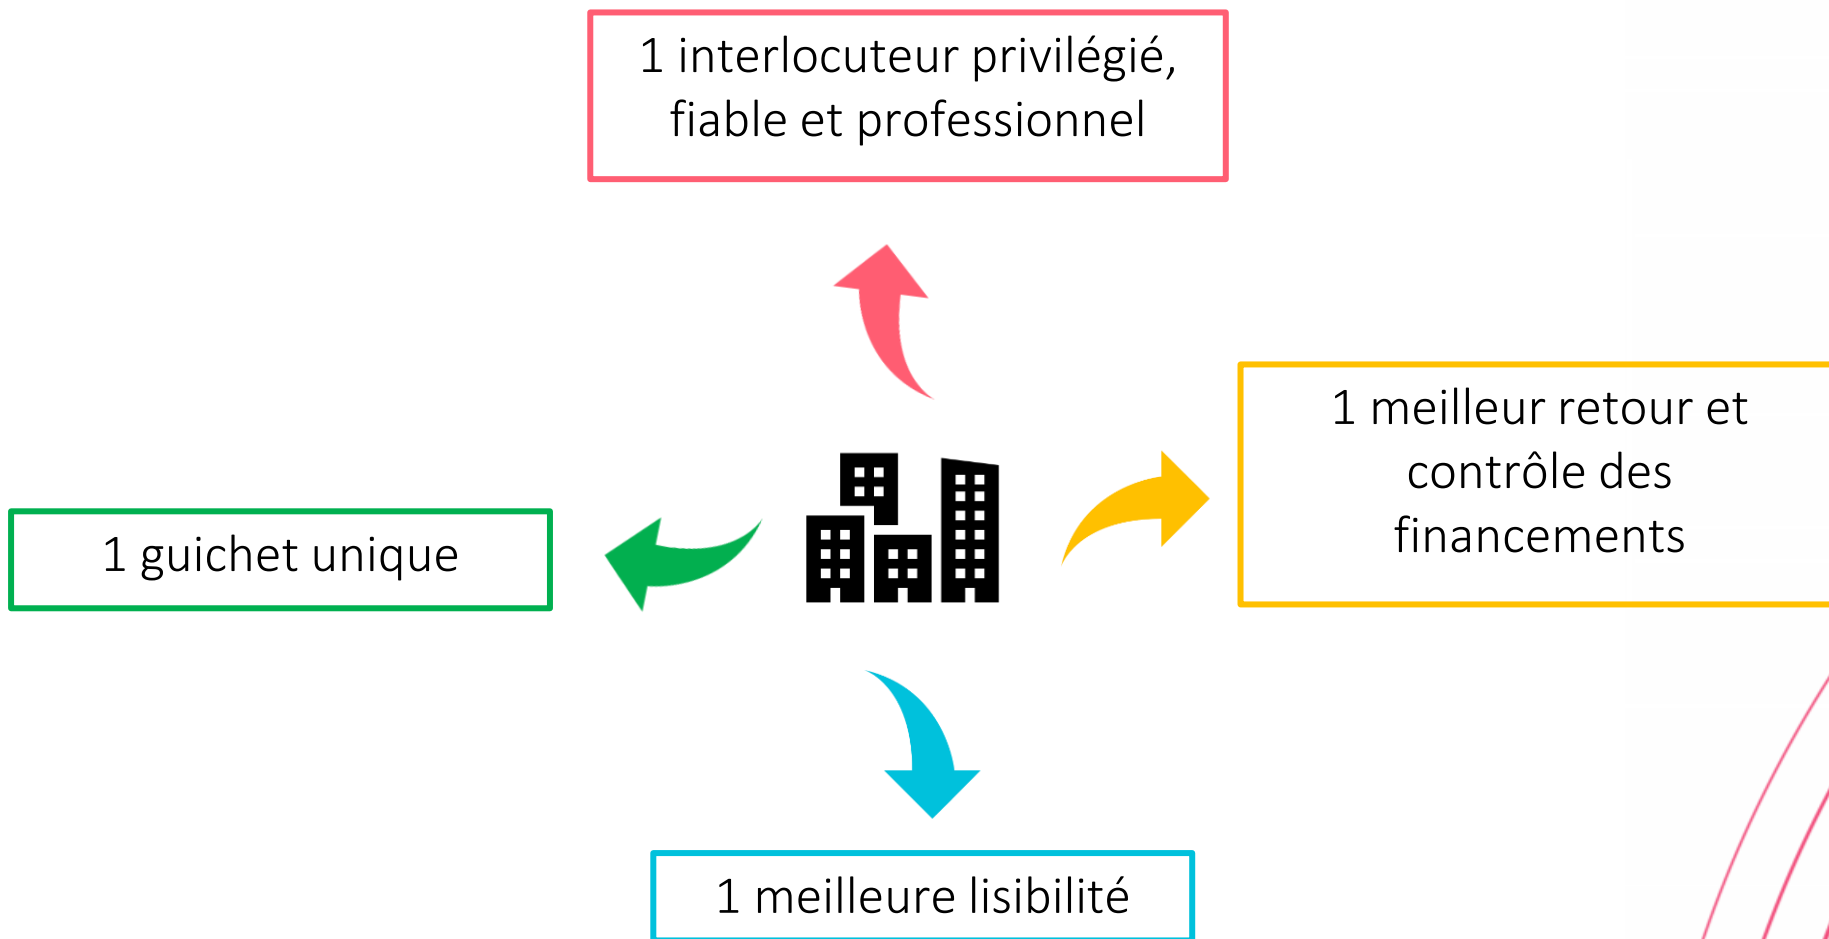 1 interlocuteur privilégié,
fiable et professionnel
1 meilleur retour et
contrôle des
financements
1 guichet unique
1 meilleure lisibilité